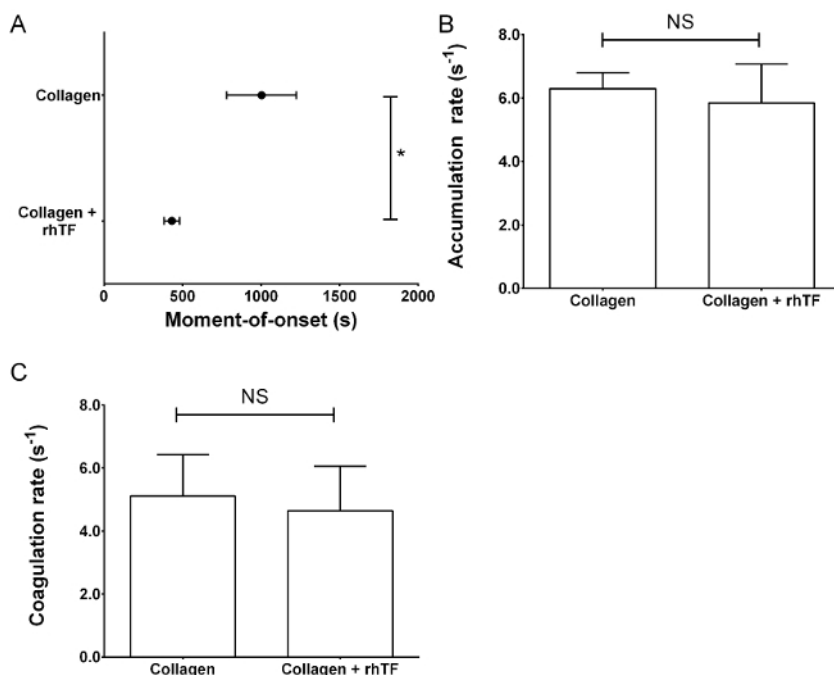 A
Collagen
*
Collagen +
rhTF
0
500
1000
1500
2000
Moment-of-onset (s)
B
NS
Accumulation rate (s⁻¹)
8.0
6.0
4.0
2.0
0.0
Collagen
Collagen + rhTF
C
NS
Coagulation rate (s⁻¹)
8.0
6.0
4.0
2.0
0.0
Collagen
Collagen + rhTF